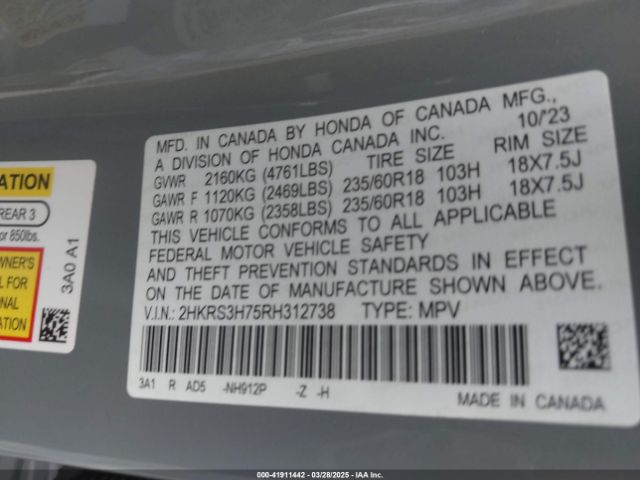 MFD. IN CANADA BY HONDA OF CANADA MFG.,
A DIVISION OF HONDA CANADA INC. 10/'23
GVWR 2160KG (4761LBS) TIRE SIZE RIM SIZE
GAWR F 1120KG (2469LBS) 235/60R18 103H 18X7.5J
GAWR R 1070KG (2358LBS) 235/60R18 103H 18X7.5J
THIS VEHICLE CONFORMS TO ALL APPLICABLE
FEDERAL MOTOR VEHICLE SAFETY
AND THEFT PREVENTION STANDARDS IN EFFECT
ON THE DATE OF MANUFACTURE SHOWN ABOVE.
V.I.N.: 2HKRS3H75RH312738 TYPE: MPV
3A1 R AD5 -NH912P -Z -H
MADE IN CANADA
REAR 3
or 850lbs.
3A0 A1
000-41911442 - 03/28/2025 - IAA Inc.